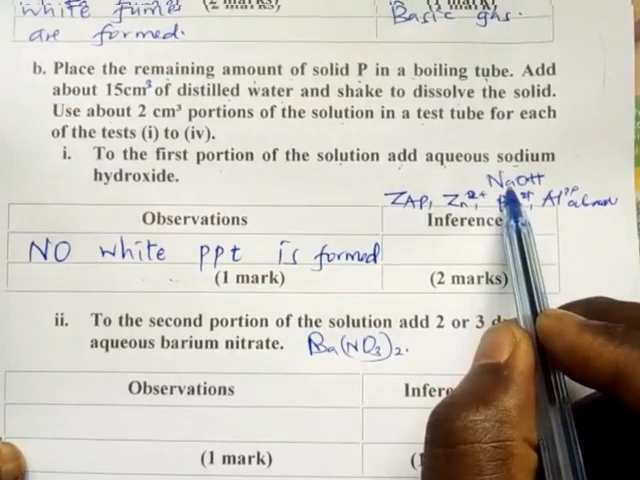 white fumes (2 marks) (1 mark)
are formed. Basic gas.
b. Place the remaining amount of solid P in a boiling tube. Add
about 15cm³ of distilled water and shake to dissolve the solid.
Use about 2 cm³ portions of the solution in a test tube for each
of the tests (i) to (iv).
i. To the first portion of the solution add aqueous sodium
hydroxide.
NaOH
ZAP, Zn²⁺, Al³⁺
Observations Inference
NO white ppt is formed
(1 mark) (2 marks)
ii. To the second portion of the solution add 2 or 3
aqueous barium nitrate. Ba(NO₃)₂.
Observations Infere
(1 mark) (1